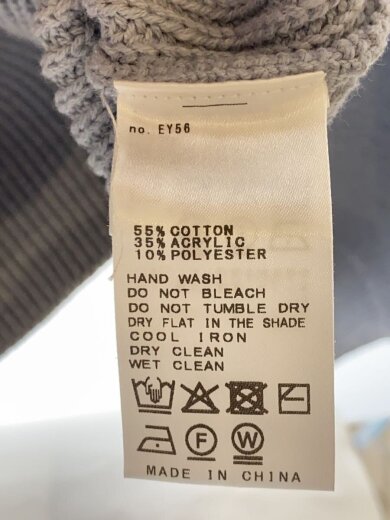 no. EY56
55% COTTON
35% ACRYLIC
10% POLYESTER
HAND WASH
DO NOT BLEACH
DO NOT TUMBLE DRY
DRY FLAT IN THE SHADE
COOL IRON
DRY CLEAN
WET CLEAN
F W
MADE IN CHINA